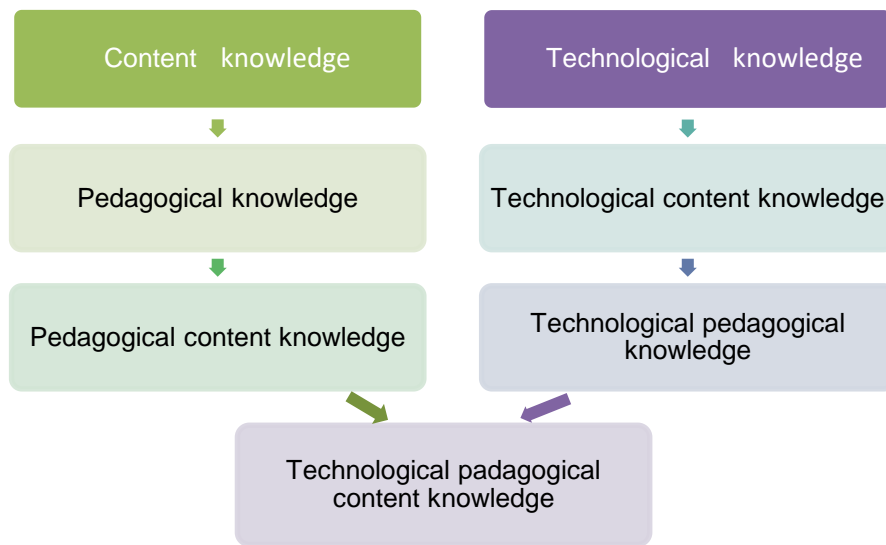 Content knowledge
Technological knowledge
Pedagogical knowledge
Technological content knowledge
Pedagogical content knowledge
Technological pedagogical
knowledge
Technological padagogical
content knowledge